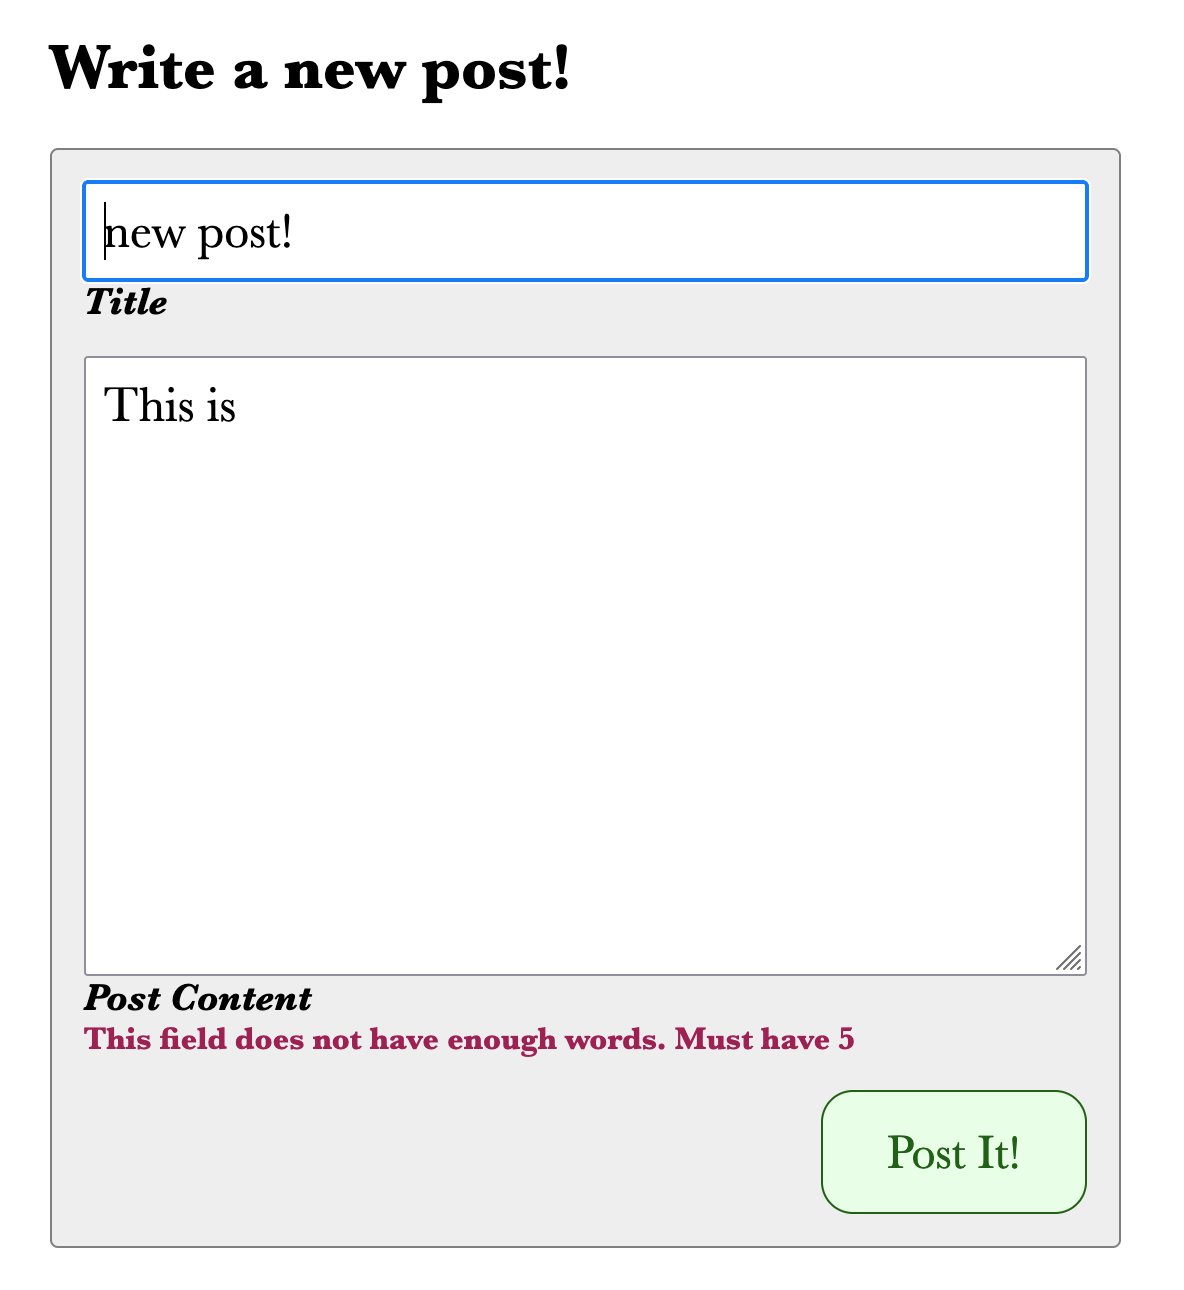 Write a new post!
new post!
Title
This is
Post Content
This field does not have enough words. Must have 5
Post It!